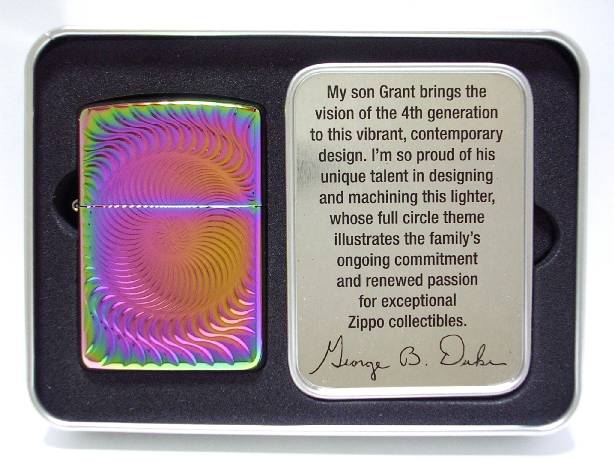 My son Grant brings the
vision of the 4th generation
to this vibrant, contemporary
design. I'm so proud of his
unique talent in designing
and machining this lighter,
whose full circle theme
illustrates the family's
ongoing commitment
and renewed passion
for exceptional
Zippo collectibles.
George B. Duke